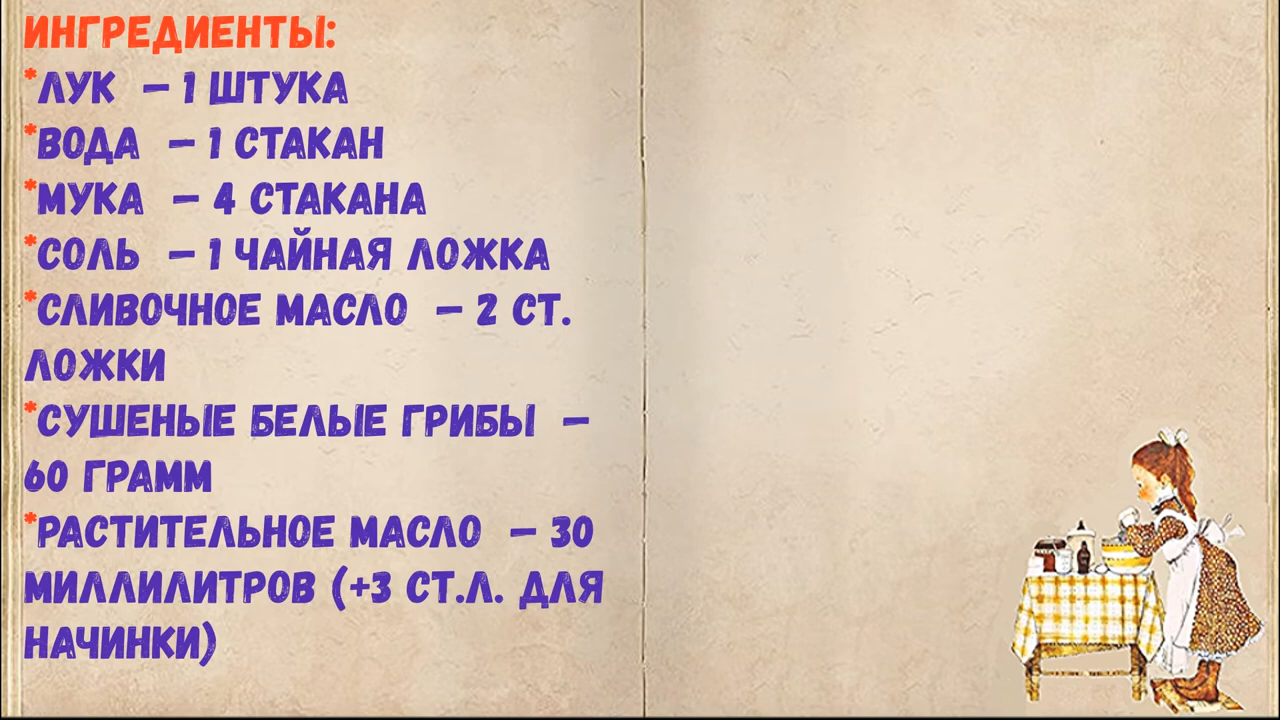 ИНГРЕДИЕНТЫ:
*ЛУК – 1 ШТУКА
*ВОДА – 1 СТАКАН
*МУКА – 4 СТАКАНА
*СОЛЬ – 1 ЧАЙНАЯ ЛОЖКА
*СЛИВОЧНОЕ МАСЛО – 2 СТ.
ЛОЖКИ
*СУШЕНЫЕ БЕЛЫЕ ГРИБЫ –
60 ГРАММ
*РАСТИТЕЛЬНОЕ МАСЛО – 30
МИЛЛИЛИТРОВ (+3 СТ.Л. ДЛЯ
НАЧИНКИ)